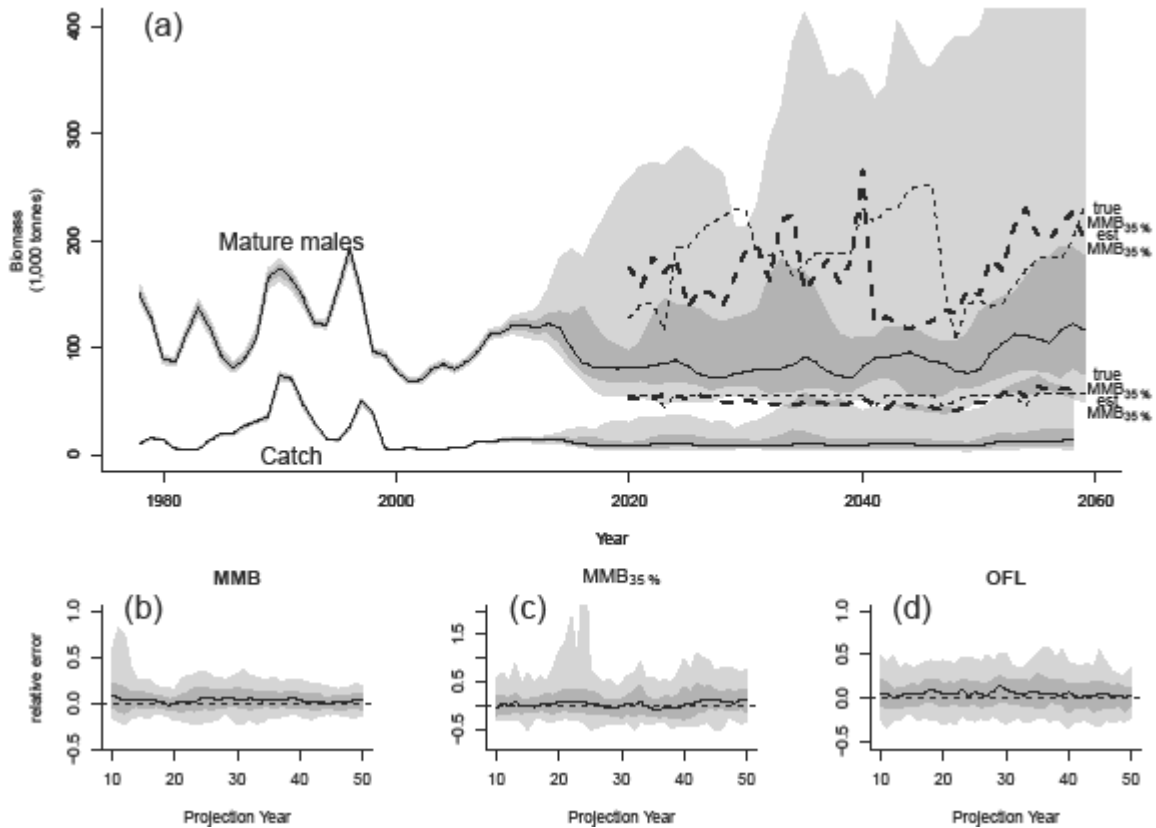 (a)
400
300
200
100
0
Biomass
(1,000 tonnes)
Mature males
Catch
true
MMB35 %
est
MMB35 %
true
MMB35 %
est
MMB35 %
1980 2000 2020 2040 2060
Year
MMB MMB35 % OFL
(b) (c) (d)
relative error
1.0
0.5
0.0
−0.5
1.5
0.5
−0.5
1.0
0.5
0.0
−0.5
10 20 30 40 50 10 20 30 40 50 10 20 30 40 50
Projection Year Projection Year Projection Year